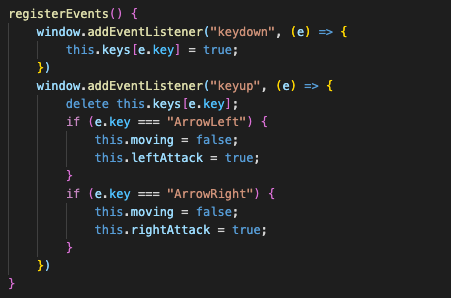 registerEvents() {
    window.addEventListener("keydown", (e) => {
        this.keys[e.key] = true;
    })
    window.addEventListener("keyup", (e) => {
        delete this.keys[e.key];
        if (e.key === "ArrowLeft") {
            this.moving = false;
            this.leftAttack = true;
        }
        if (e.key === "ArrowRight") {
            this.moving = false;
            this.rightAttack = true;
        }
    })
}